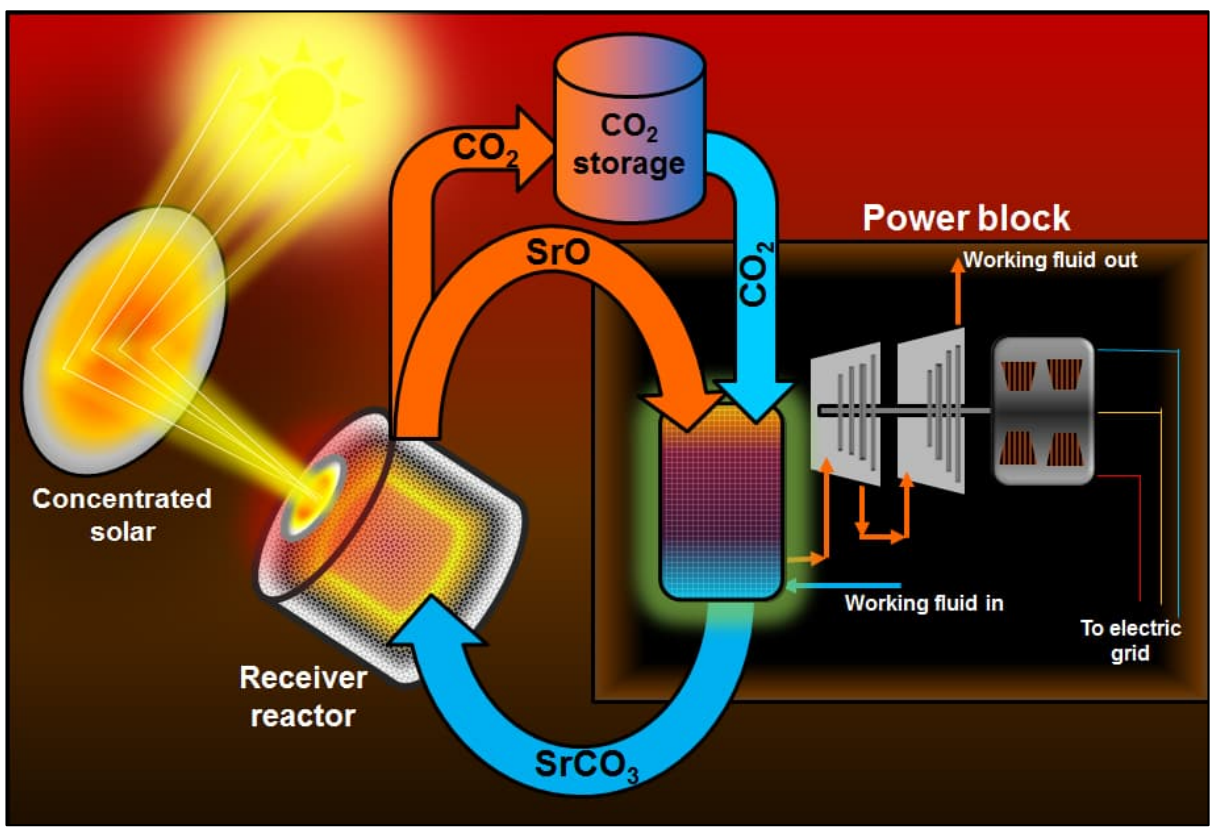 CO₂
CO₂
storage
SrO
CO₂
Power block
Working fluid out
Concentrated
solar
Working fluid in
To electric
grid
Receiver
reactor
SrCO₃